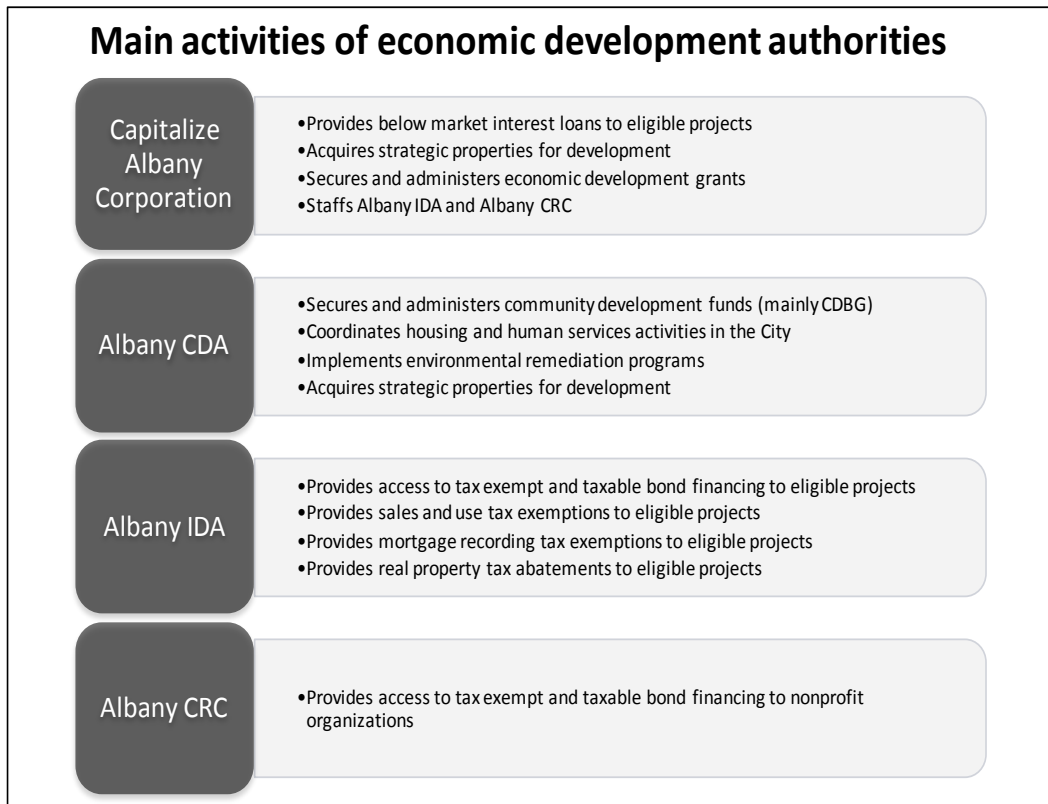 Main activities of economic development authorities
Capitalize
Albany
Corporation
•Provides below market interest loans to eligible projects
•Acquires strategic properties for development
•Secures and administers economic development grants
•Staffs Albany IDA and Albany CRC
Albany CDA
•Secures and administers community development funds (mainly CDBG)
•Coordinates housing and human services activities in the City
•Implements environmental remediation programs
•Acquires strategic properties for development
Albany IDA
•Provides access to tax exempt and taxable bond financing to eligible projects
•Provides sales and use tax exemptions to eligible projects
•Provides mortgage recording tax exemptions to eligible projects
•Provides real property tax abatements to eligible projects
Albany CRC
•Provides access to tax exempt and taxable bond financing to nonprofit
organizations